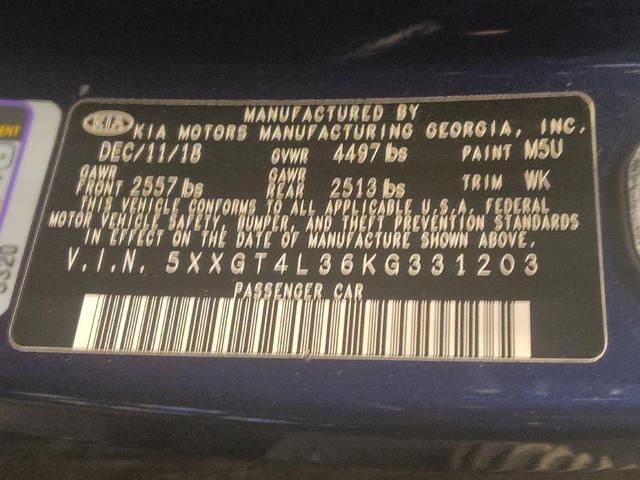 MANUFACTURED BY
KIA KIA MOTORS MANUFACTURING GEORGIA, INC.
DEC/11/18 GVWR 4497 lbs PAINT M5U
GAWR FRONT 2557 lbs GAWR REAR 2513 lbs TRIM WK
THIS VEHICLE CONFORMS TO ALL APPLICABLE U.S.A. FEDERAL
MOTOR VEHICLE SAFETY, BUMPER, AND THEFT PREVENTION STANDARDS
IN EFFECT ON THE DATE OF MANUFACTURE SHOWN ABOVE.
V.I.N. 5XXGT4L36KG331203
PASSENGER CAR